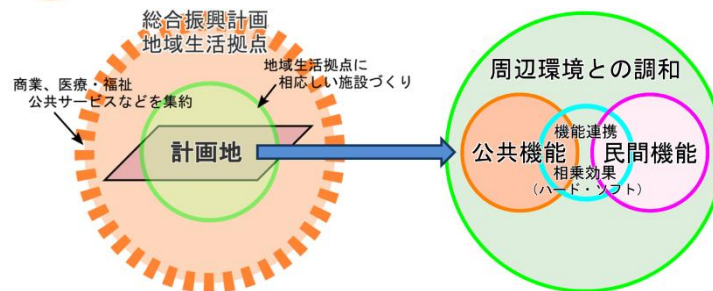 総合振興計画
地域生活拠点
商業、医療・福祉
公共サービスなどを集約
地域生活拠点に
相応しい施設づくり
計画地
周辺環境との調和
公共機能
機能連携
民間機能
相乗効果
（ハード・ソフト）